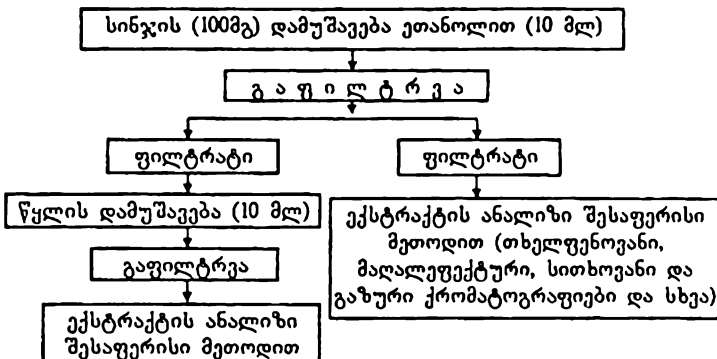 სინჯის (100მგ) დამუშავება ეთანოლით (10 მლ)
გაფილტრვა
ფილტრატი
ფილტრატი
წყლის დამუშავება (10 მლ)
გაფილტრვა
ექსტრაქტის ანალიზი
შესაფერისი მეთოდით
ექსტრაქტის ანალიზი შესაფერისი
მეთოდით (თხელფენოვანი,
მაღალეფექტური, სითხოვანი და
გაზური ქრომატოგრაფიები და სხვა)